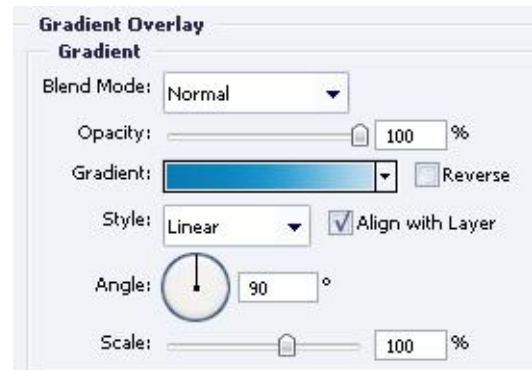 Gradient Overlay
Gradient
Blend Mode: Normal
Opacity: 100 %
Gradient: Reverse
Style: Linear Align with Layer
Angle: 90 °
Scale: 100 %